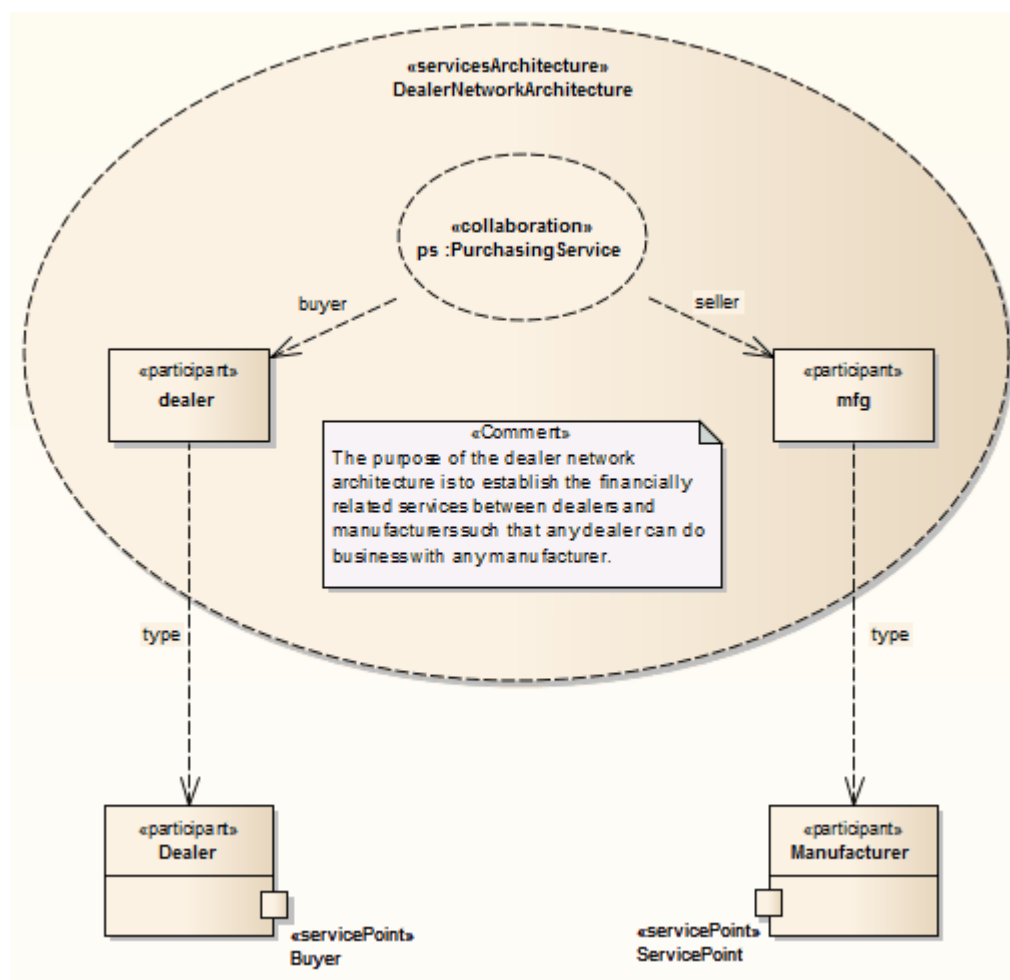 «servicesArchitecture»
DealerNetworkArchitecture
«collaboration»
ps :PurchasingService
buyer
seller
«participant»
dealer
«participant»
mfg
«Comment»
The purpose of the dealer network
architecture is to establish the financially
related services between dealers and
manufacturers such that any dealer can do
business with any manufacturer.
type
type
«participant»
Dealer
«participant»
Manufacturer
«servicePoint»
Buyer
«servicePoint»
ServicePoint